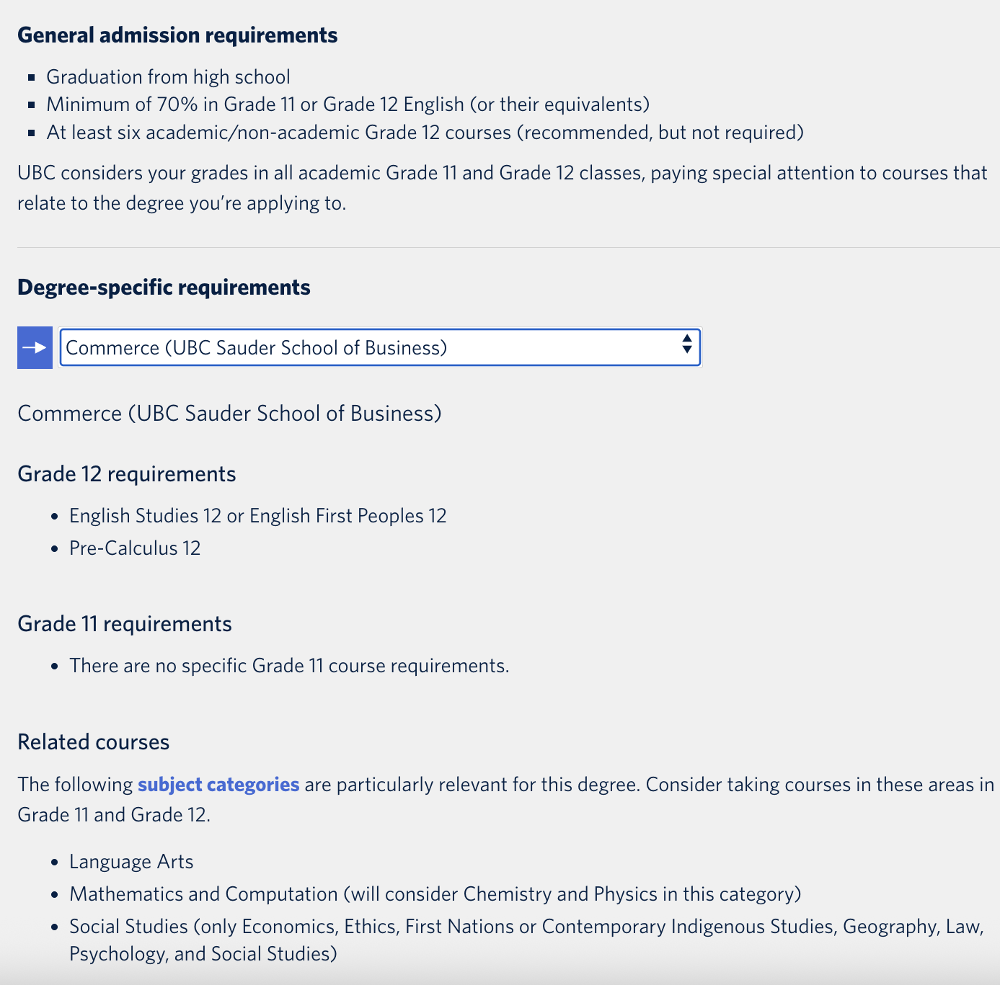 General admission requirements
Graduation from high school
Minimum of 70% in Grade 11 or Grade 12 English (or their equivalents)
At least six academic/non-academic Grade 12 courses (recommended, but not required)
UBC considers your grades in all academic Grade 11 and Grade 12 classes, paying special attention to courses that
relate to the degree you’re applying to.
Degree-specific requirements
Commerce (UBC Sauder School of Business)
Commerce (UBC Sauder School of Business)
Grade 12 requirements
English Studies 12 or English First Peoples 12
Pre-Calculus 12
Grade 11 requirements
There are no specific Grade 11 course requirements.
Related courses
The following subject categories are particularly relevant for this degree. Consider taking courses in these areas in
Grade 11 and Grade 12.
Language Arts
Mathematics and Computation (will consider Chemistry and Physics in this category)
Social Studies (only Economics, Ethics, First Nations or Contemporary Indigenous Studies, Geography, Law,
Psychology, and Social Studies)